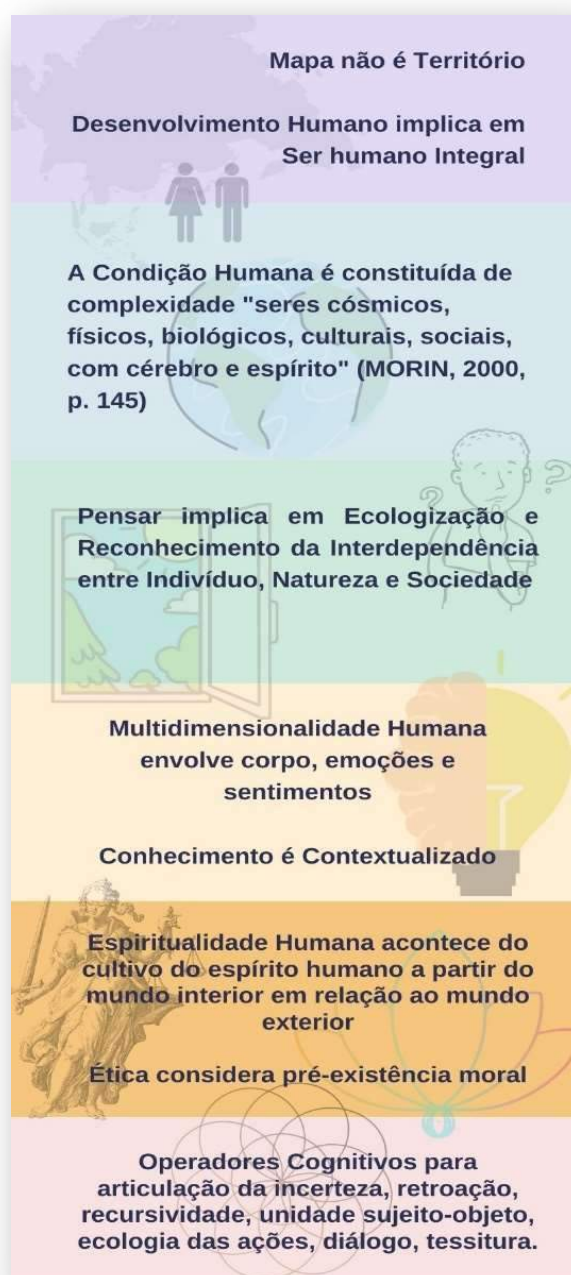 Mapa não é Território
Desenvolvimento Humano implica em
Ser humano Integral
A Condição Humana é constituída de
complexidade "seres cósmicos,
físicos, biológicos, culturais, sociais,
com cérebro e espírito" (MORIN, 2000,
p. 145)
Pensar implica em Ecologização e
Reconhecimento da Interdependência
entre Indivíduo, Natureza e Sociedade
Multidimensionalidade Humana
envolve corpo, emoções e
sentimentos
Conhecimento é Contextualizado
Espiritualidade Humana acontece do
cultivo do espírito humano a partir do
mundo interior em relação ao mundo
exterior
Ética considera pré-existência moral
Operadores Cognitivos para
articulação da incerteza, retroação,
recursividade, unidade sujeito-objeto,
ecologia das ações, diálogo, tessitura.